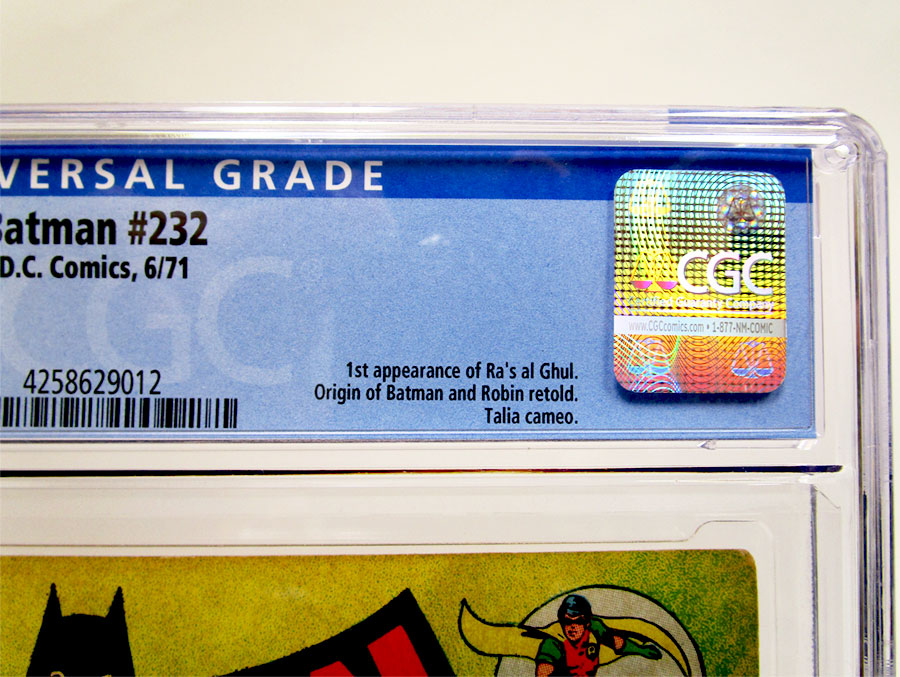 VERSAL GRADE
Batman #232
D.C. Comics, 6/71
4258629012
1st appearance of Ra's al Ghul.
Origin of Batman and Robin retold.
Talia cameo.
CGC
www.CGCcomics.com • 1-877-NM-COMIC
CGC